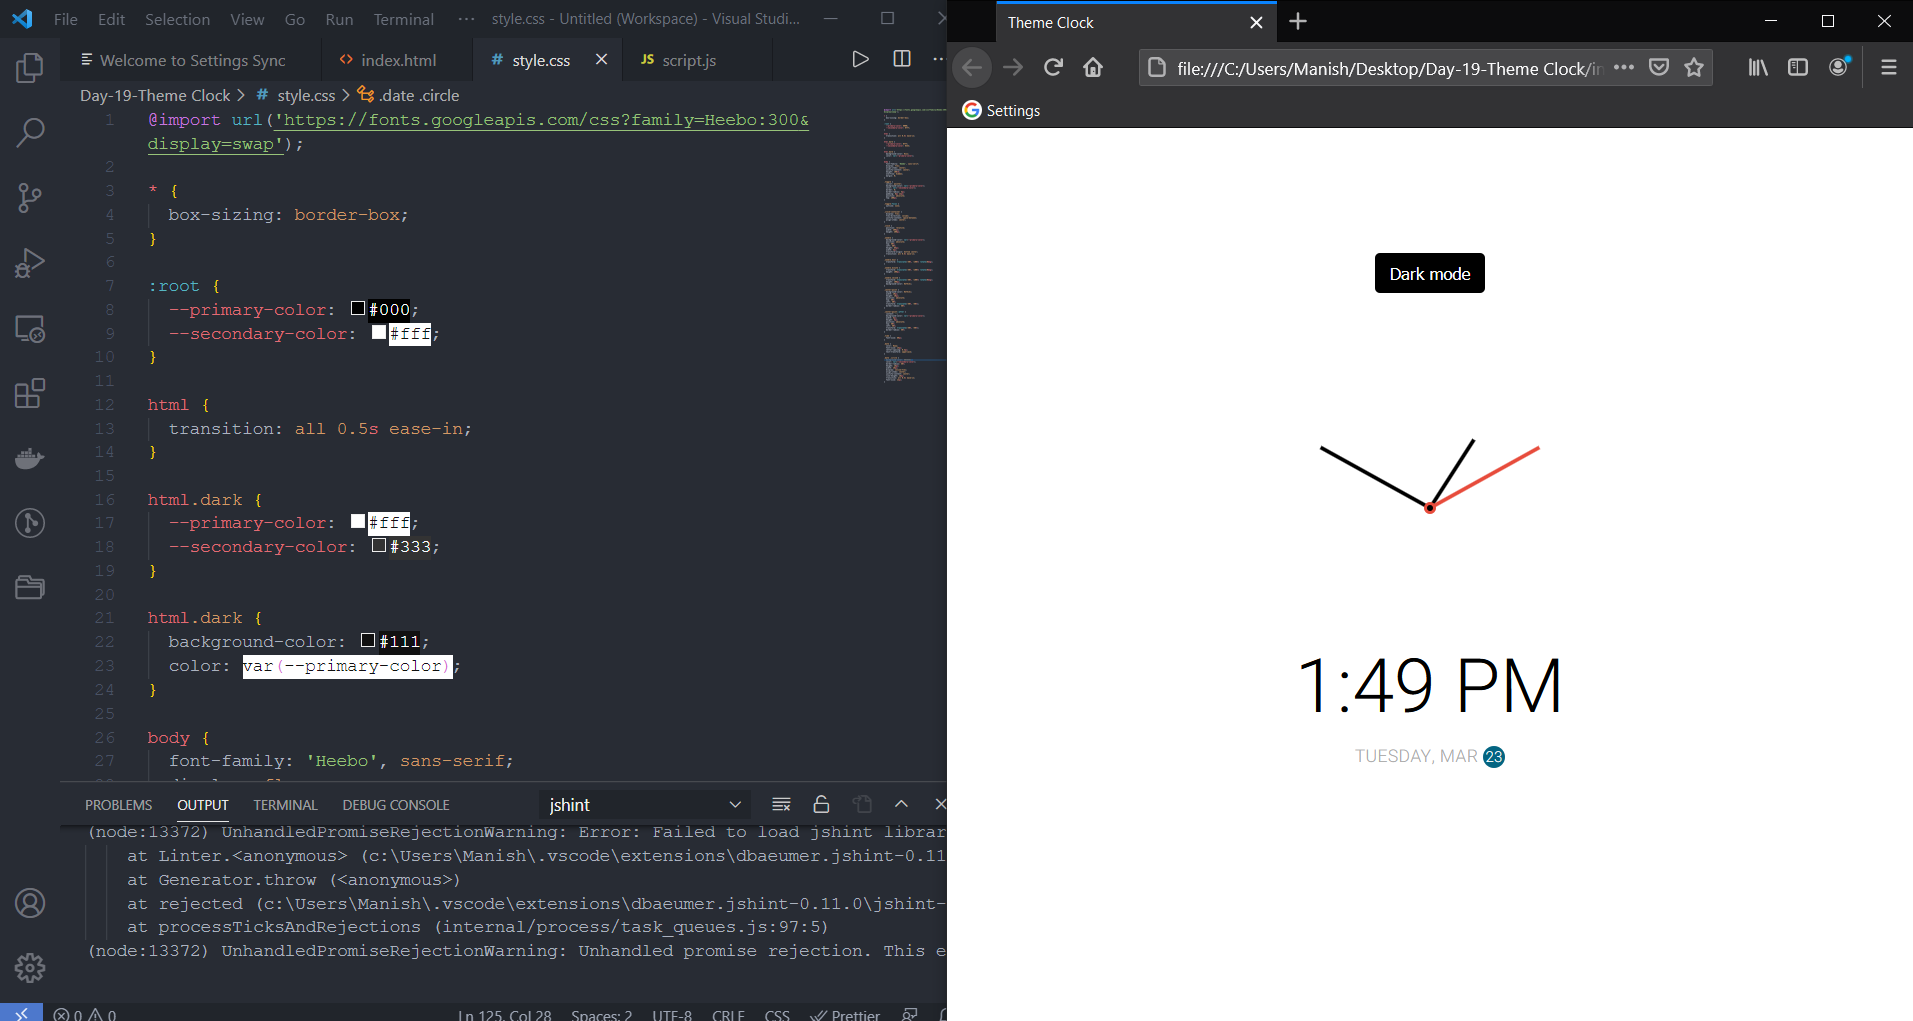 File Edit Selection View Go Run Terminal ··· style.css - Untitled (Workspace) - Visual Studi...
Welcome to Settings Sync index.html style.css JS script.js
Day-19-Theme Clock > # style.css > .date .circle
1 @import url('https://fonts.googleapis.com/css?family=Heebo:300&
display=swap');
2
3 * {
4 box-sizing: border-box;
5 }
6
7 :root {
8 --primary-color: #000;
9 --secondary-color: #fff;
10 }
11
12 html {
13 transition: all 0.5s ease-in;
14 }
15
16 html.dark {
17 --primary-color: #fff;
18 --secondary-color: #333;
19 }
20
21 html.dark {
22 background-color: #111;
23 color: var(--primary-color);
24 }
25
26 body {
27 font-family: 'Heebo', sans-serif;
PROBLEMS OUTPUT TERMINAL DEBUG CONSOLE jshint
(node:13372) UnhandledPromiseRejectionWarning: Error: Failed to load jshint librar
at Linter.<anonymous> (c:\Users\Manish\.vscode\extensions\dbaeumer.jshint-0.11
at Generator.throw (<anonymous>)
at rejected (c:\Users\Manish\.vscode\extensions\dbaeumer.jshint-0.11.0\jshint-
at processTicksAndRejections (internal/process/task_queues.js:97:5)
(node:13372) UnhandledPromiseRejectionWarning: Unhandled promise rejection. This e
0 0 Ln 125, Col 28 Spaces: 2 UTF-8 CRLF CSS Prettier
Theme Clock
file:///C:/Users/Manish/Desktop/Day-19-Theme Clock/in
Settings
Dark mode
1:49 PM
TUESDAY, MAR 23